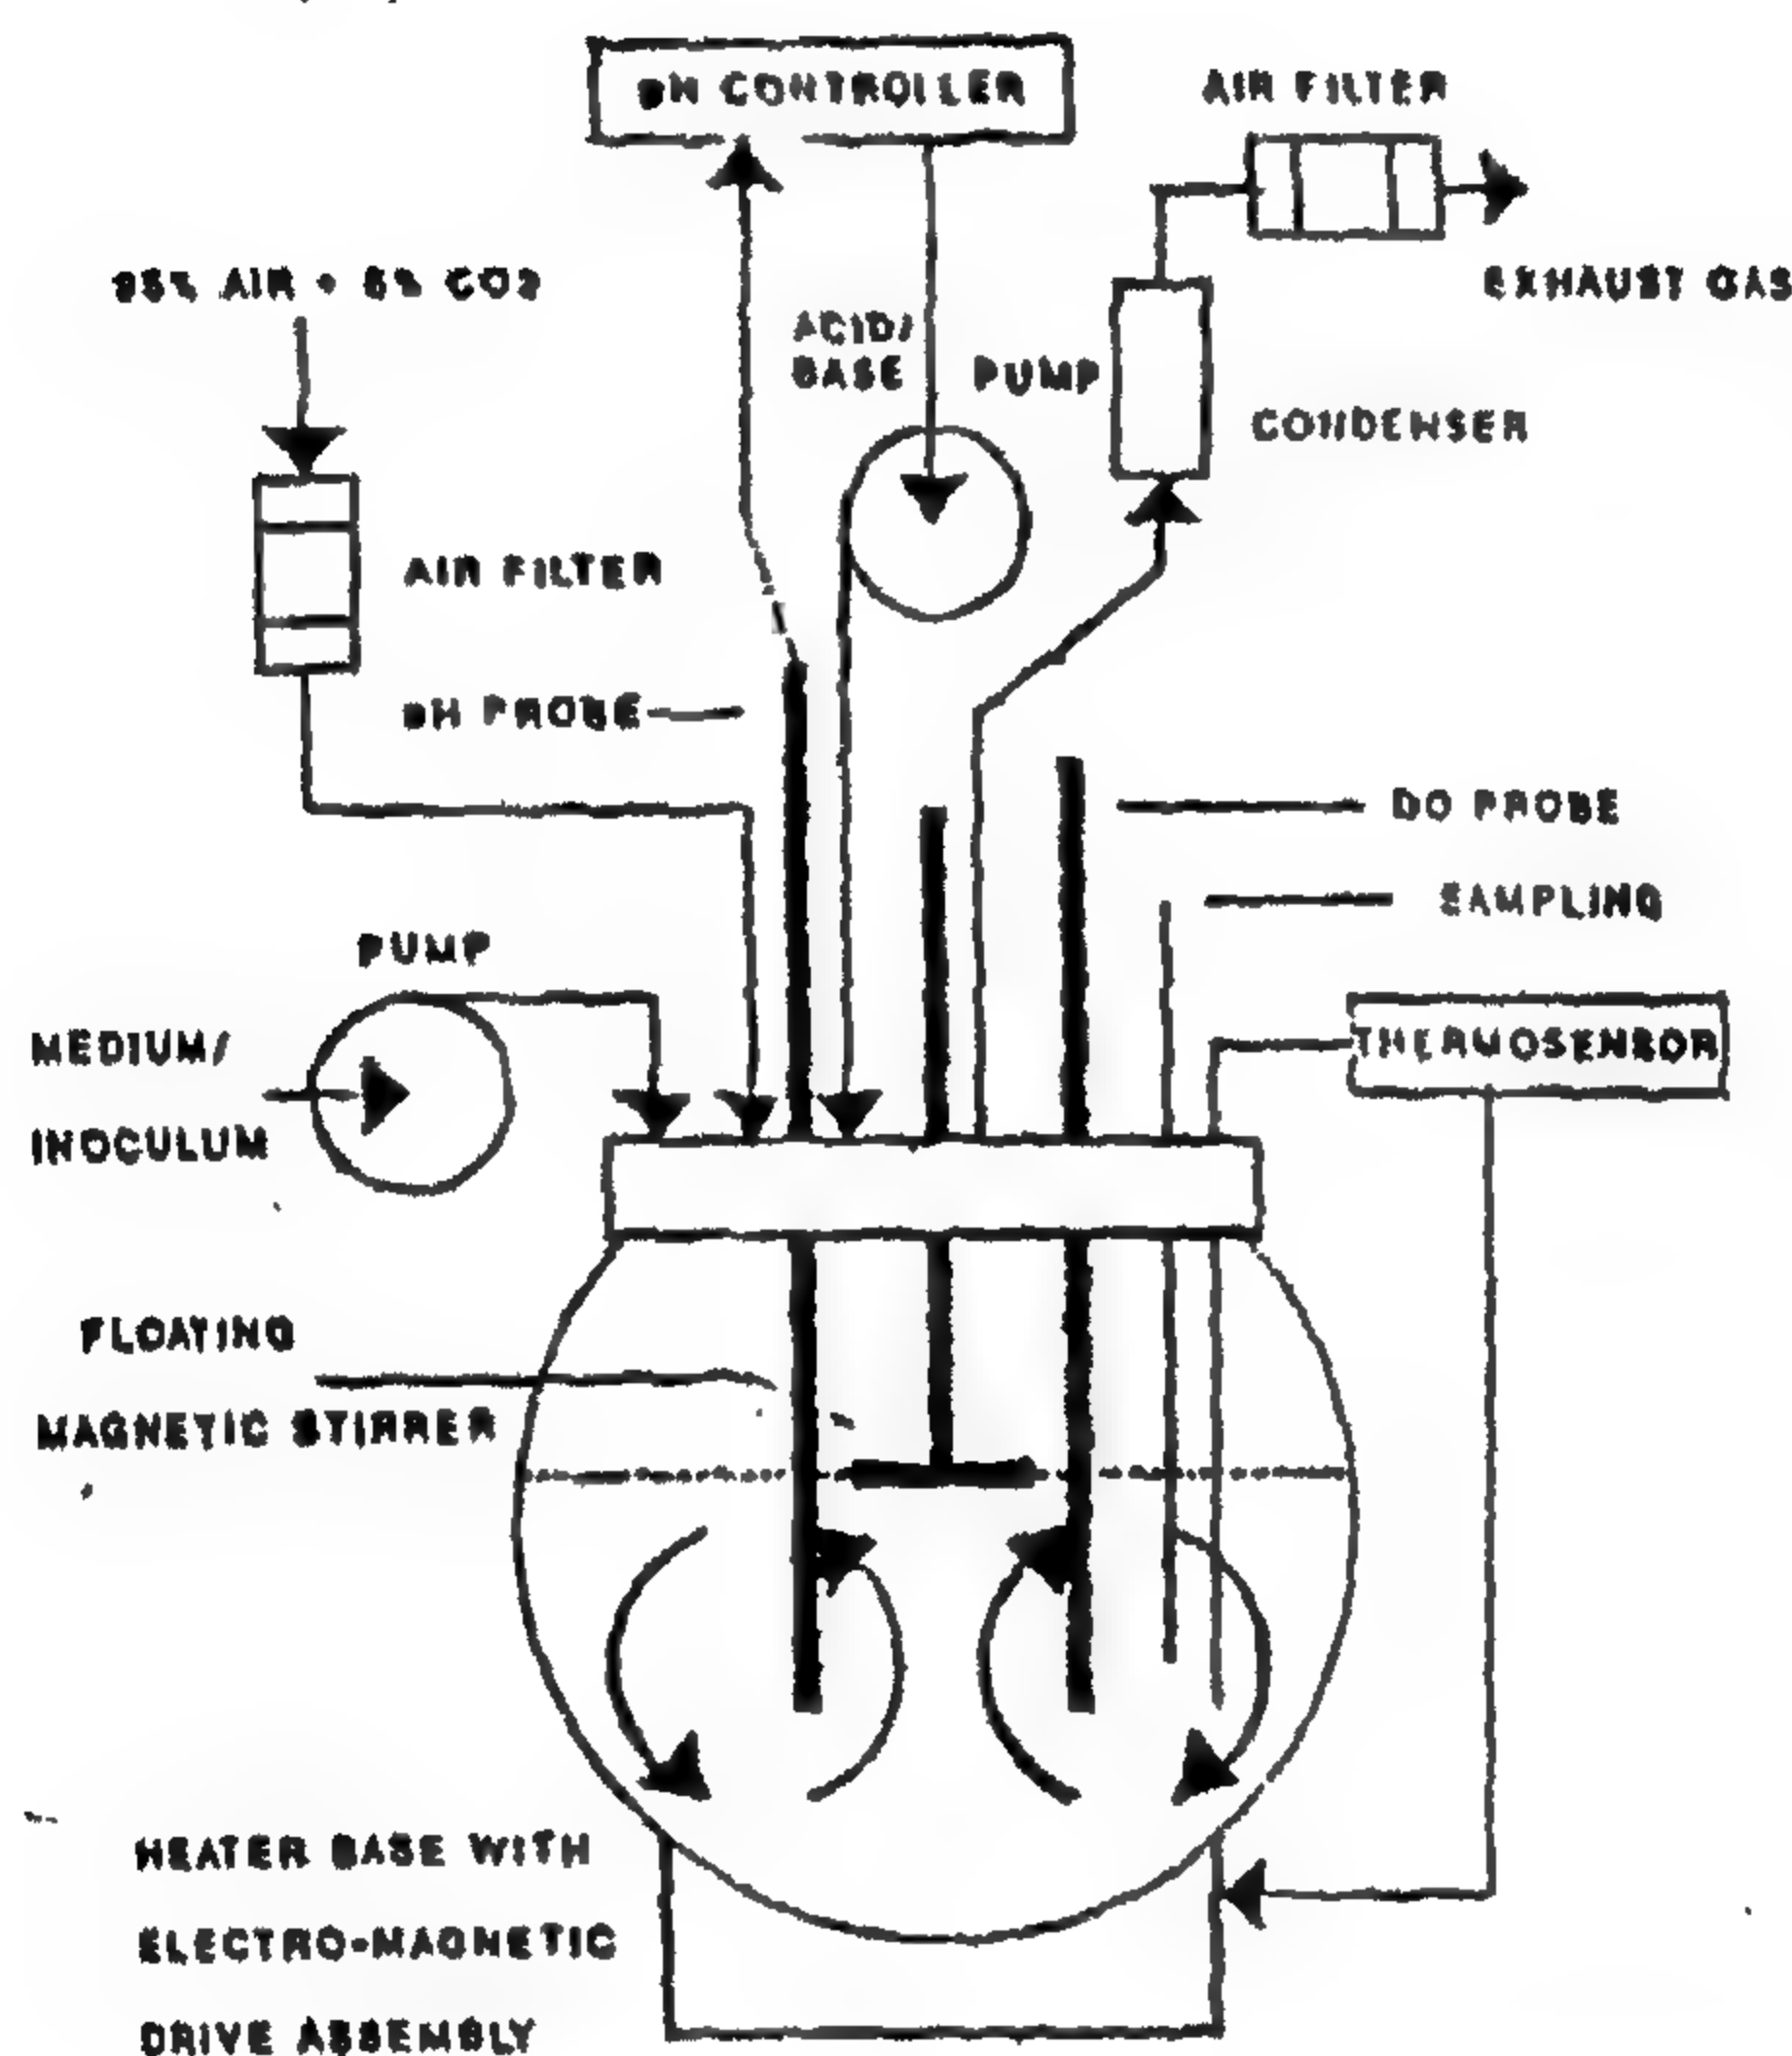 pH CONTROLLER
AIR FILTER
95% AIR + 5% CO2
EXHAUST GAS
ACID/
BASE PUMP
CONDENSER
AIR FILTER
pH PROBE
DO PROBE
SAMPLING
PUMP
MEDIUM/
INOCULUM
THERMOSENSOR
FLOATING
MAGNETIC STIRRER
HEATER BASE WITH
ELECTRO-MAGNETIC
DRIVE ASSEMBLY